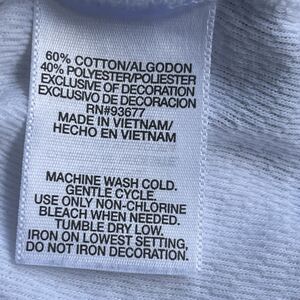 60% COTTON/ALGODON
40% POLYESTER/POLIESTER
EXCLUSIVE OF DECORATION
EXCLUSIVO DE DECORACION
RN#93677
MADE IN VIETNAM/
HECHO EN VIETNAM
MACHINE WASH COLD.
GENTLE CYCLE.
USE ONLY NON-CHLORINE
BLEACH WHEN NEEDED.
TUMBLE DRY LOW.
IRON ON LOWEST SETTING,
DO NOT IRON DECORATION.